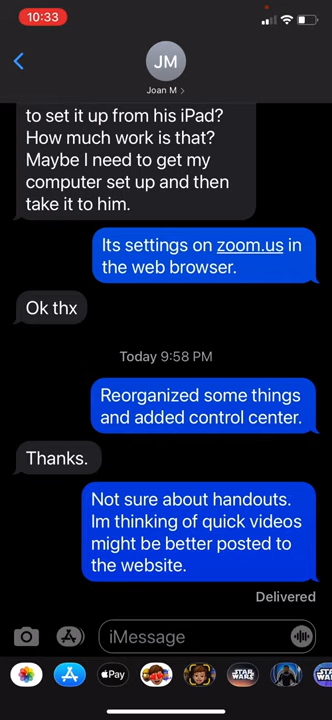 10:33
JM
Joan M >
to set it up from his iPad?
How much work is that?
Maybe I need to get my
computer set up and then
take it to him.
Its settings on zoom.us in
the web browser.
Ok thx
Today 9:58 PM
Reorganized some things
and added control center.
Thanks.
Not sure about handouts.
Im thinking of quick videos
might be better posted to
the website.
Delivered
iMessage
Pay
STAR
WARS